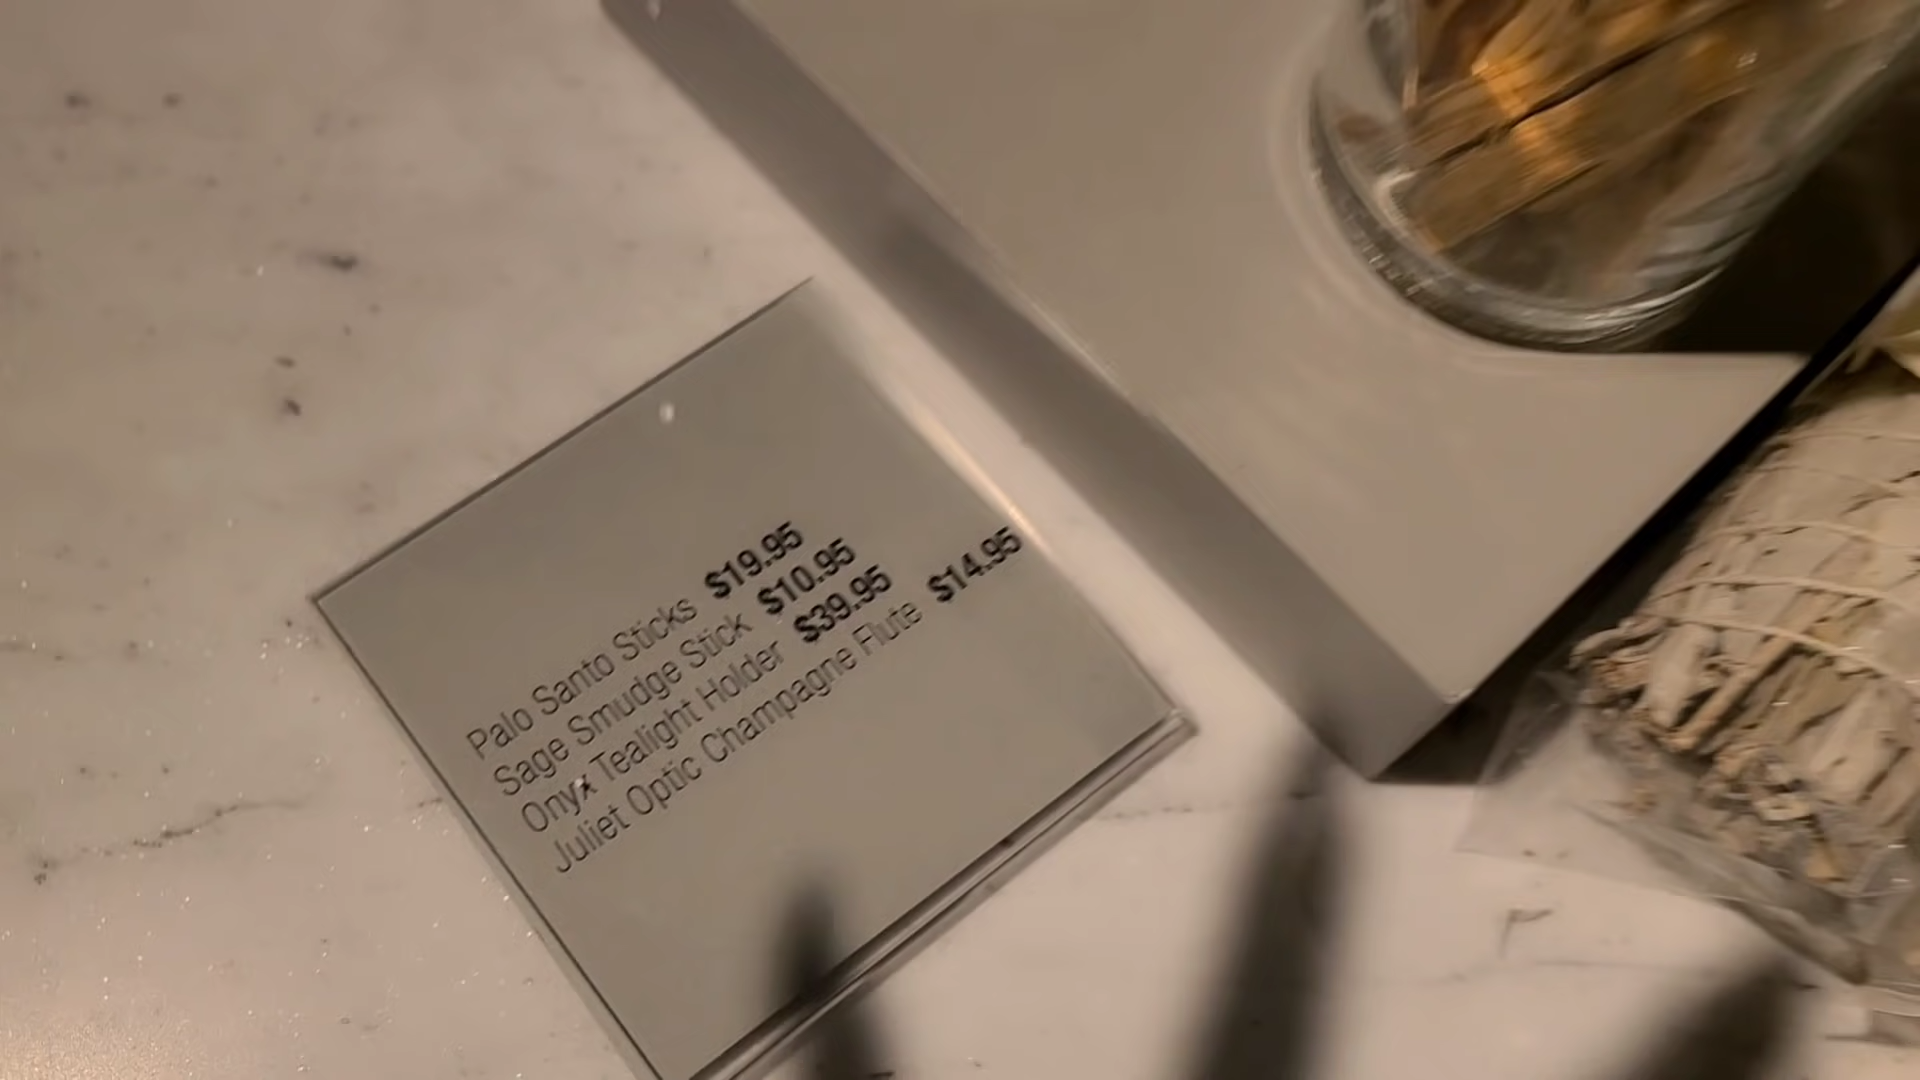 Palo Santo Sticks $19.95
Sage Smudge Stick $10.95
Onyx Tealight Holder $39.95
Juliet Optic Champagne Flute $14.95